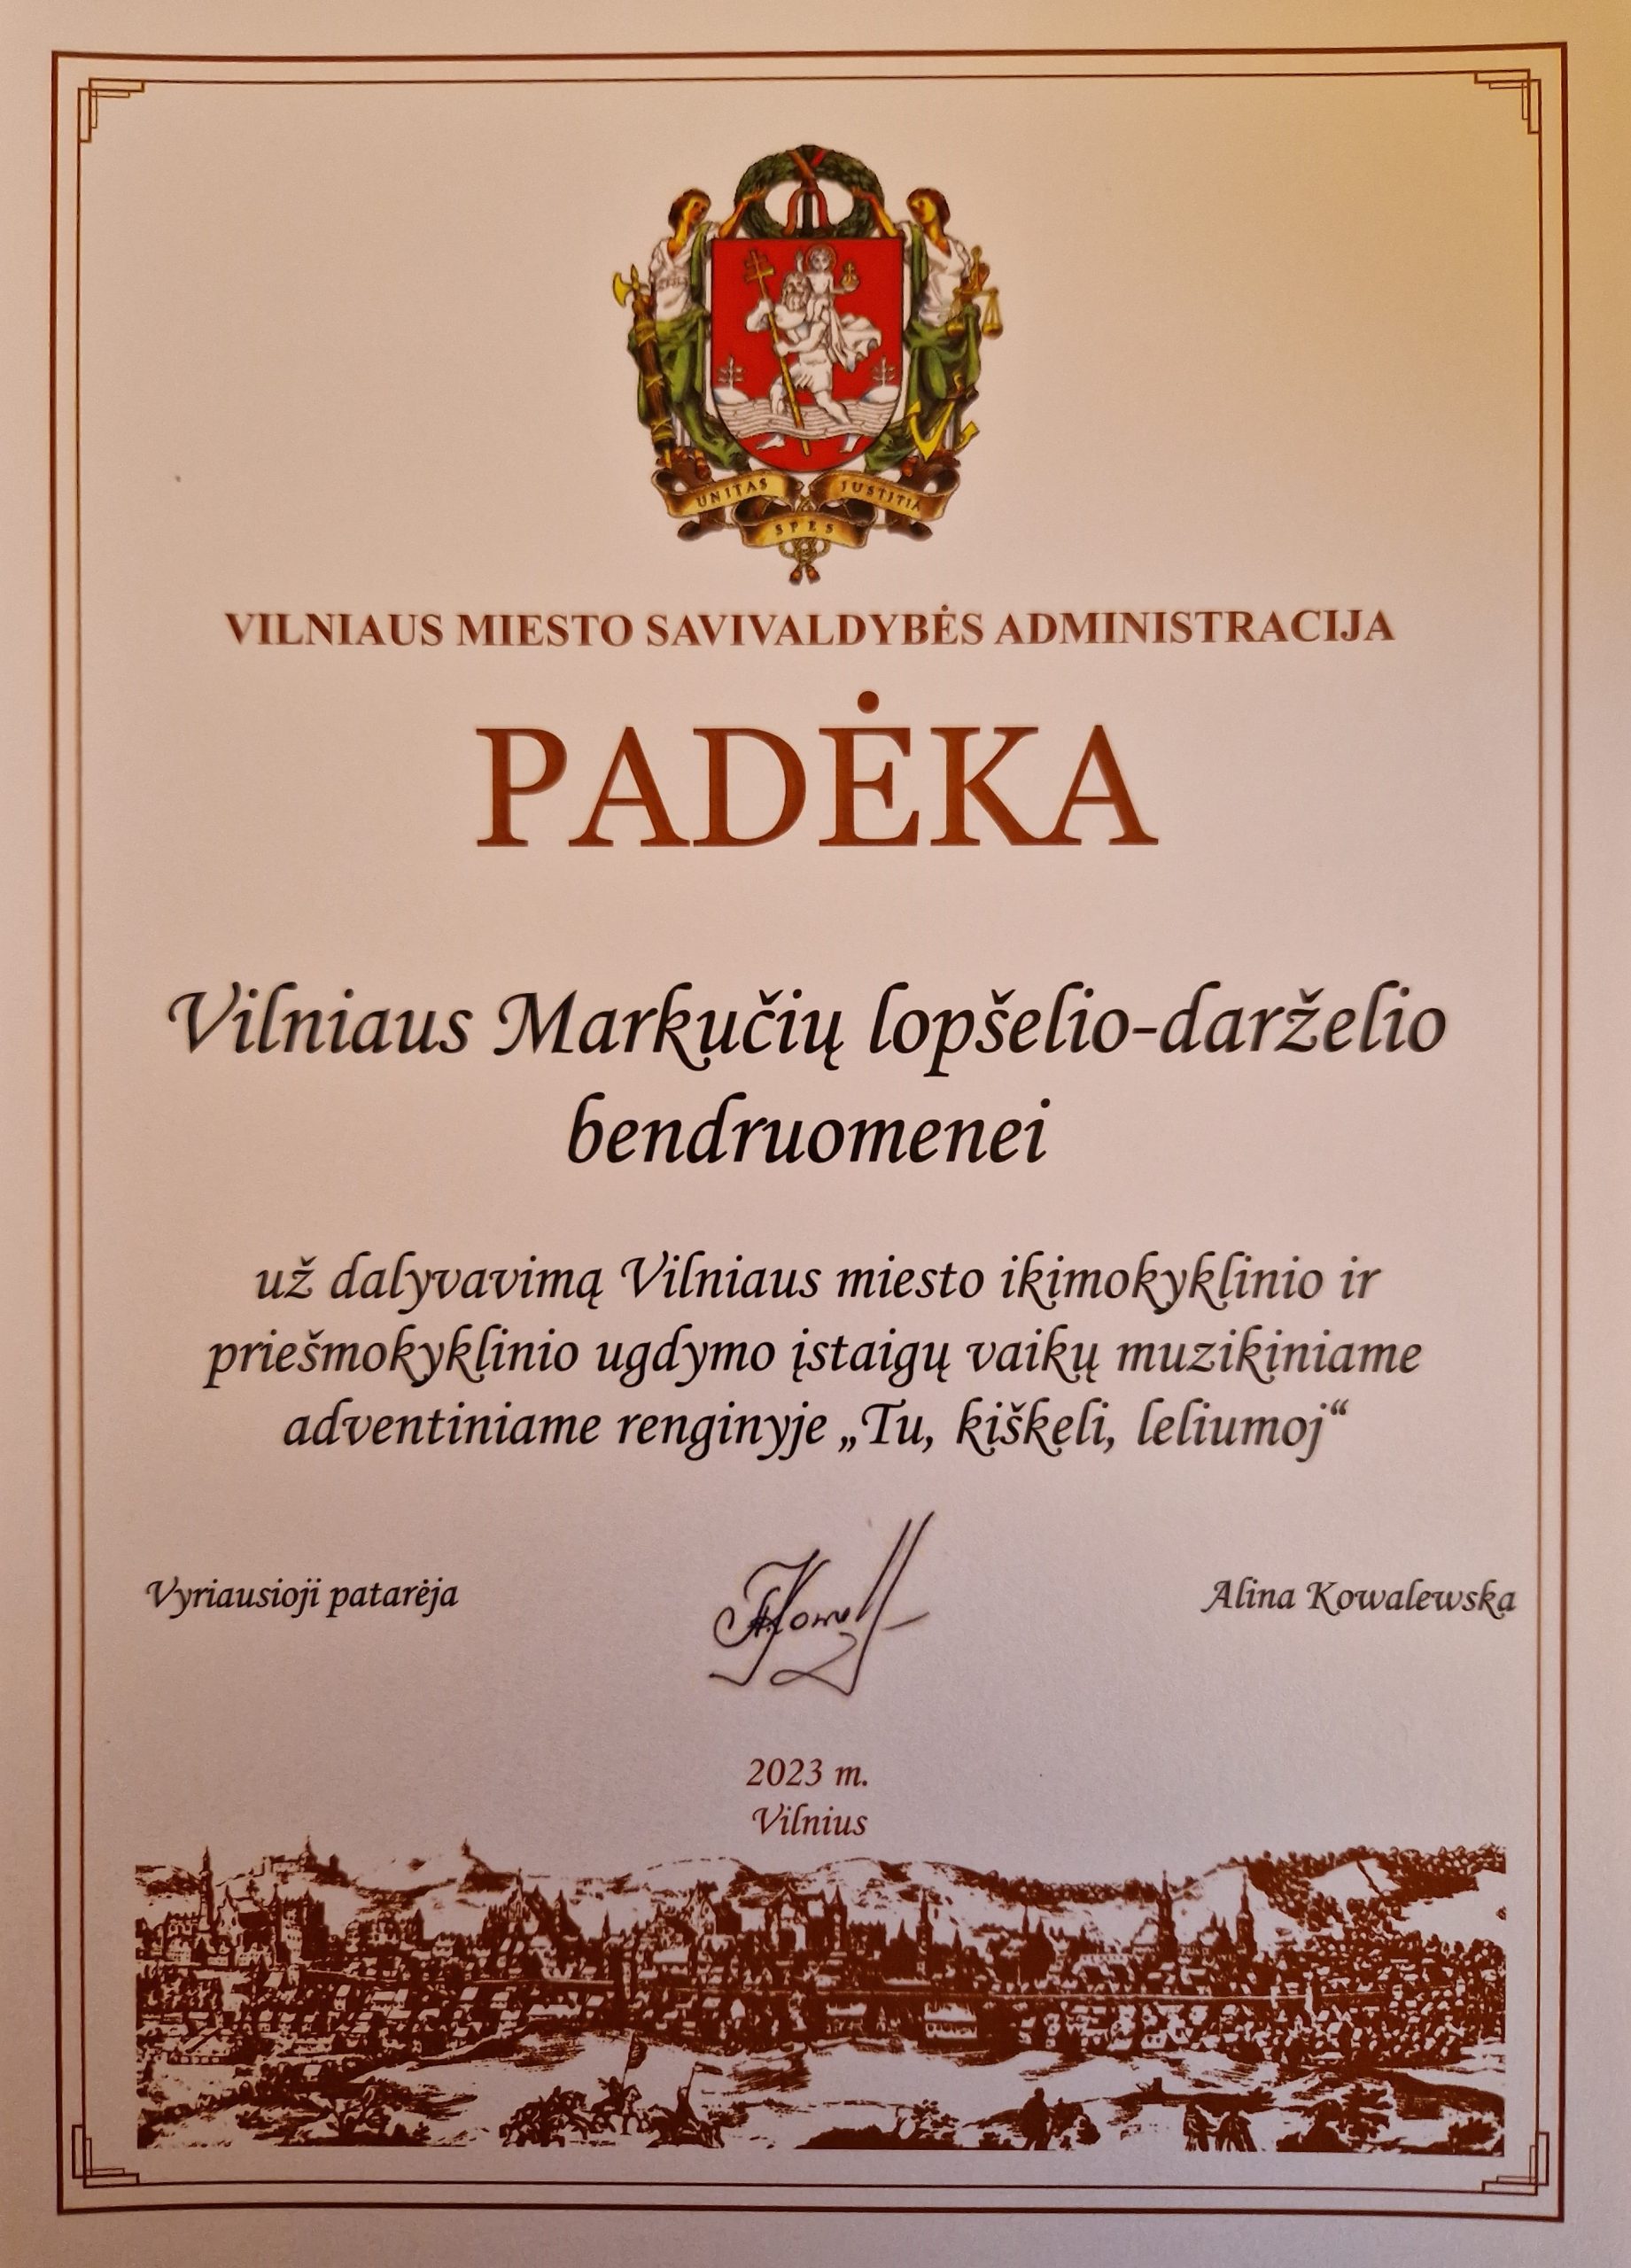 UNITAS JUSTITIA
SPES
VILNIAUS MIESTO SAVIVALDYBĖS ADMINISTRACIJA
PADĖKA
Vilniaus Markučių lopšelio-darželio
bendruomenei
už dalyvavimą Vilniaus miesto ikimokyklinio ir
priešmokyklinio ugdymo įstaigų vaikų muzikiniame
adventiniame renginyje „Tu, kiškeli, leliumoj“
Vyriausioji patarėja Alina Kowalewska
2023 m.
Vilnius